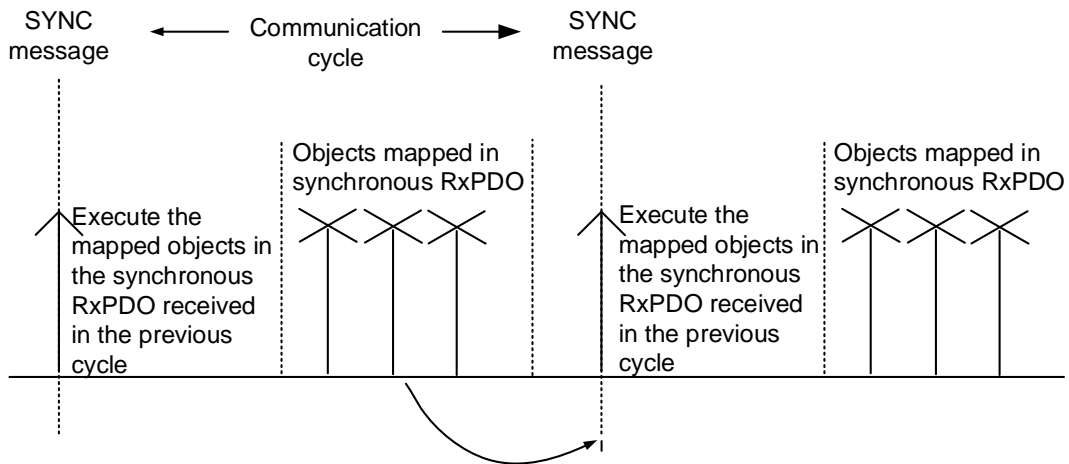 SYNC
message
Communication
cycle
SYNC
message
Objects mapped in
synchronous RxPDO
Objects mapped in
synchronous RxPDO
Execute the
mapped objects in
the synchronous
RxPDO received
in the previous
cycle
Execute the
mapped objects in
the synchronous
RxPDO received
in the previous
cycle